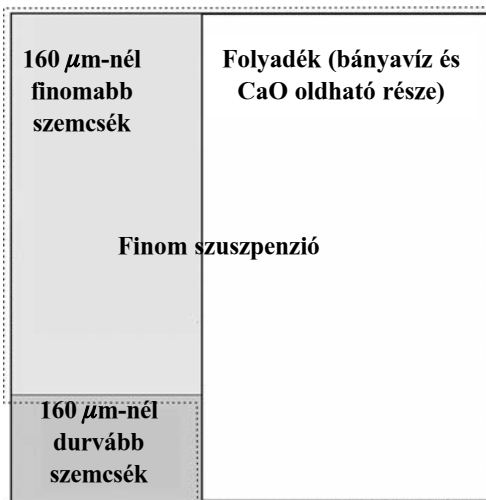 160 µm-nél
finomabb
szemcsék
Folyadék (bányavíz és
CaO oldható része)
Finom szuszpenzió
160 µm-nél
durvább
szemcsék